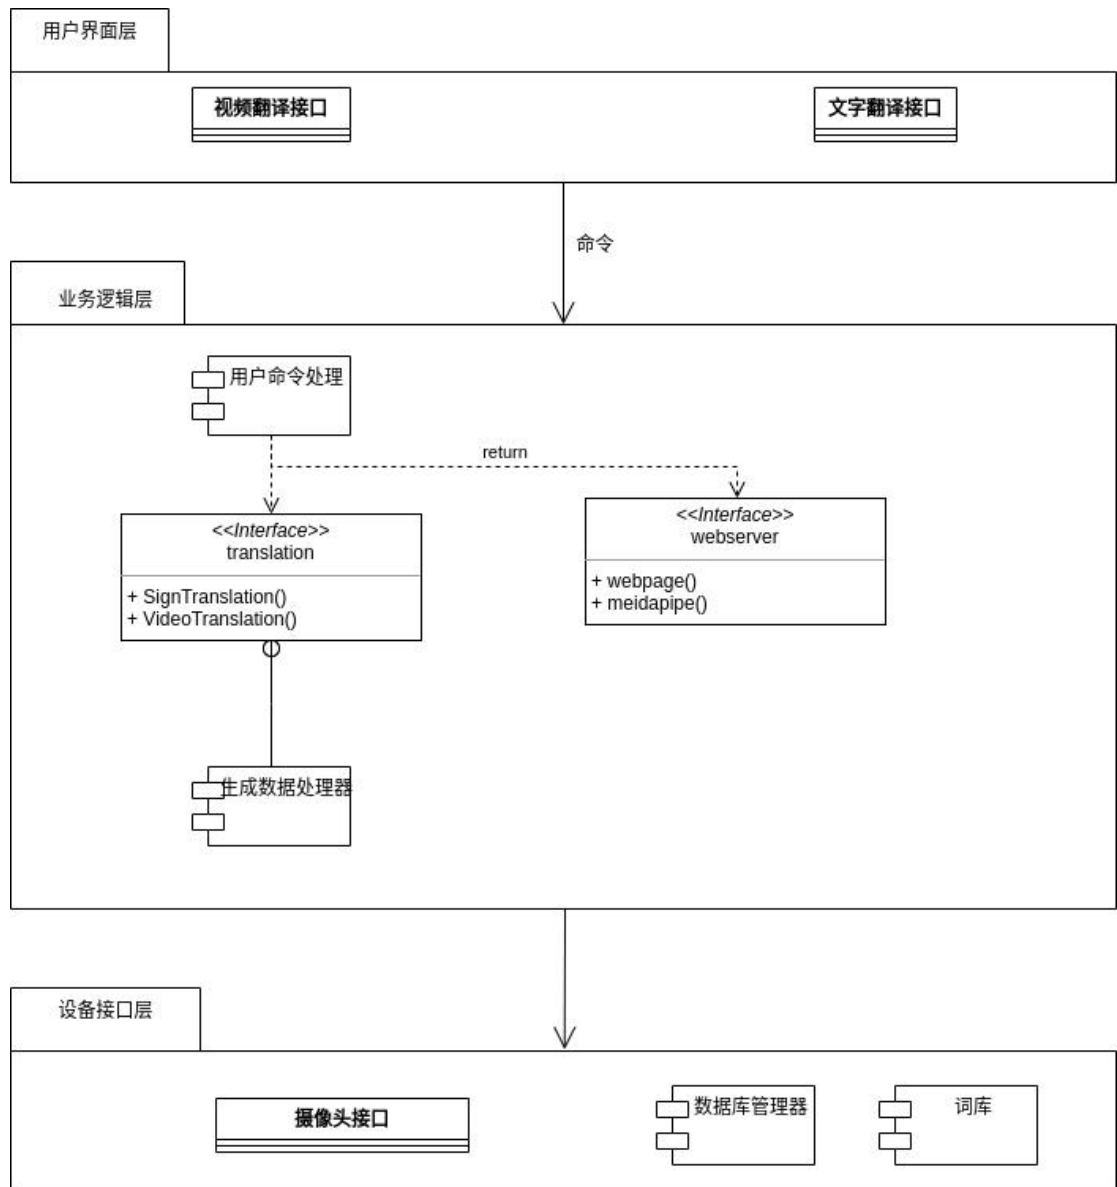 用户界面层
视频翻译接口
文字翻译接口
命令
业务逻辑层
用户命令处理
return
<<Interface>>
translation
+ SignTranslation()
+ VideoTranslation()
<<Interface>>
webserver
+ webpage()
+ meidapipe()
生成数据处理器
设备接口层
摄像头接口
数据库管理器
词库